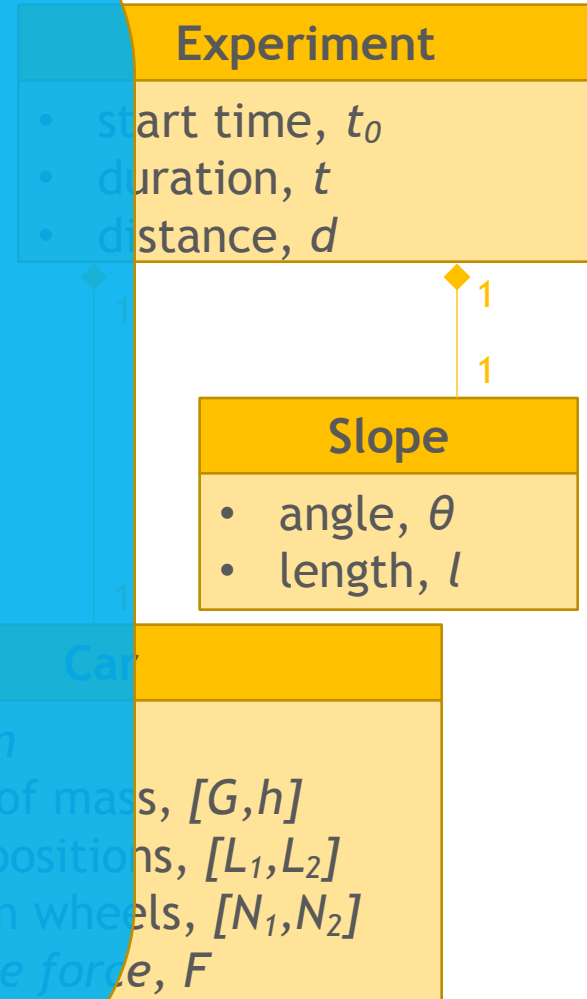 Experiment
• start time, t₀
• duration, t
• distance, d
1
1
1
Slope
• angle, θ
• length, l
1
Car
of mass, [G,h]
positions, [L₁,L₂]
wheels, [N₁,N₂]
force, F